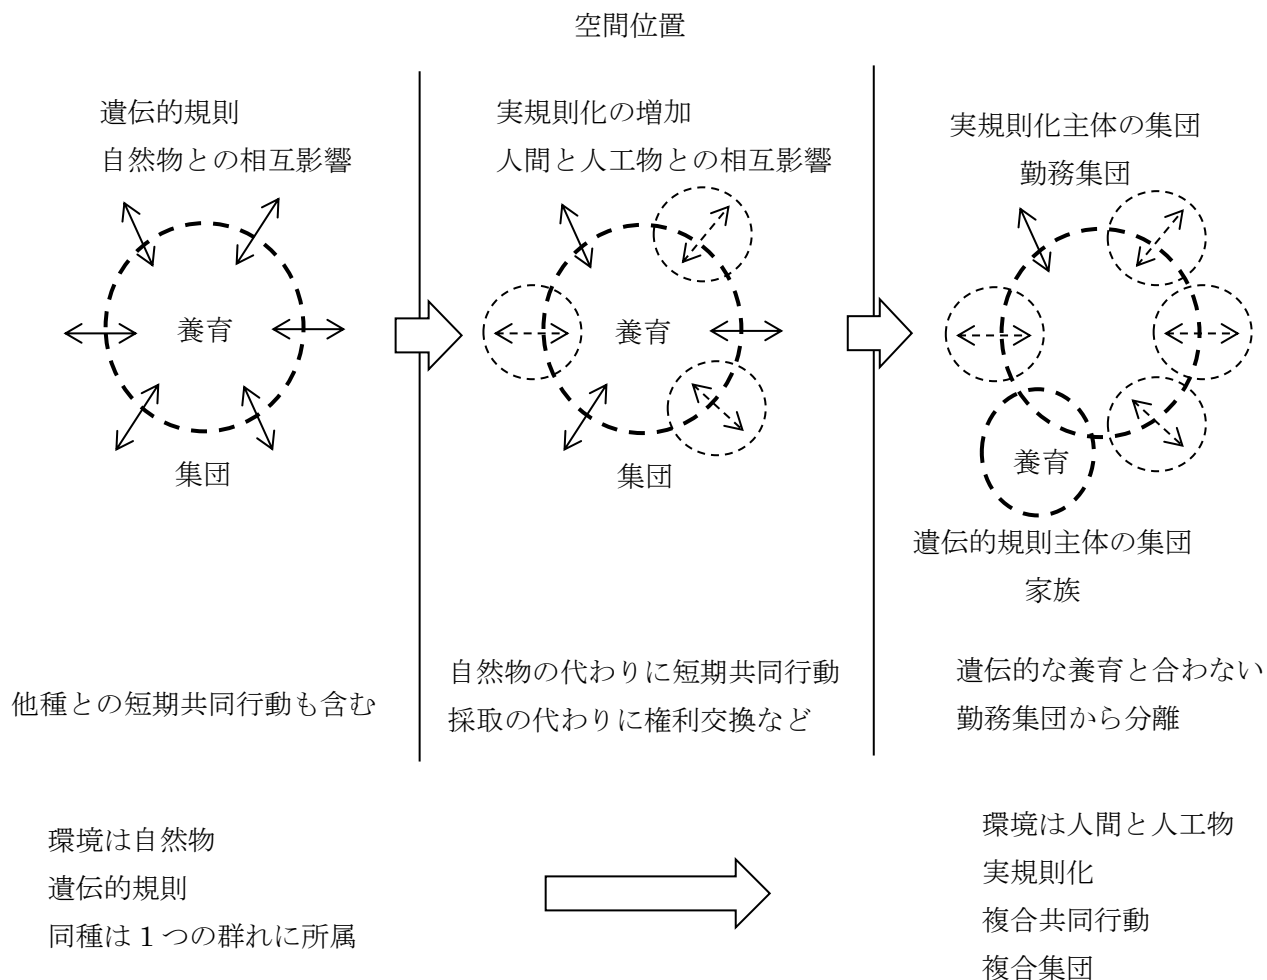 空間位置
遺伝的規則
自然物との相互影響
養育
集団
他種との短期共同行動も含む
実規則化の増加
人間と人工物との相互影響
養育
集団
自然物の代わりに短期共同行動
採取の代わりに権利交換など
実規則化主体の集団
勤務集団
養育
遺伝的規則主体の集団
家族
遺伝的な養育と合わない
勤務集団から分離
環境は自然物
遺伝的規則
同種は 1 つの群れに所属
環境は人間と人工物
実規則化
複合共同行動
複合集団